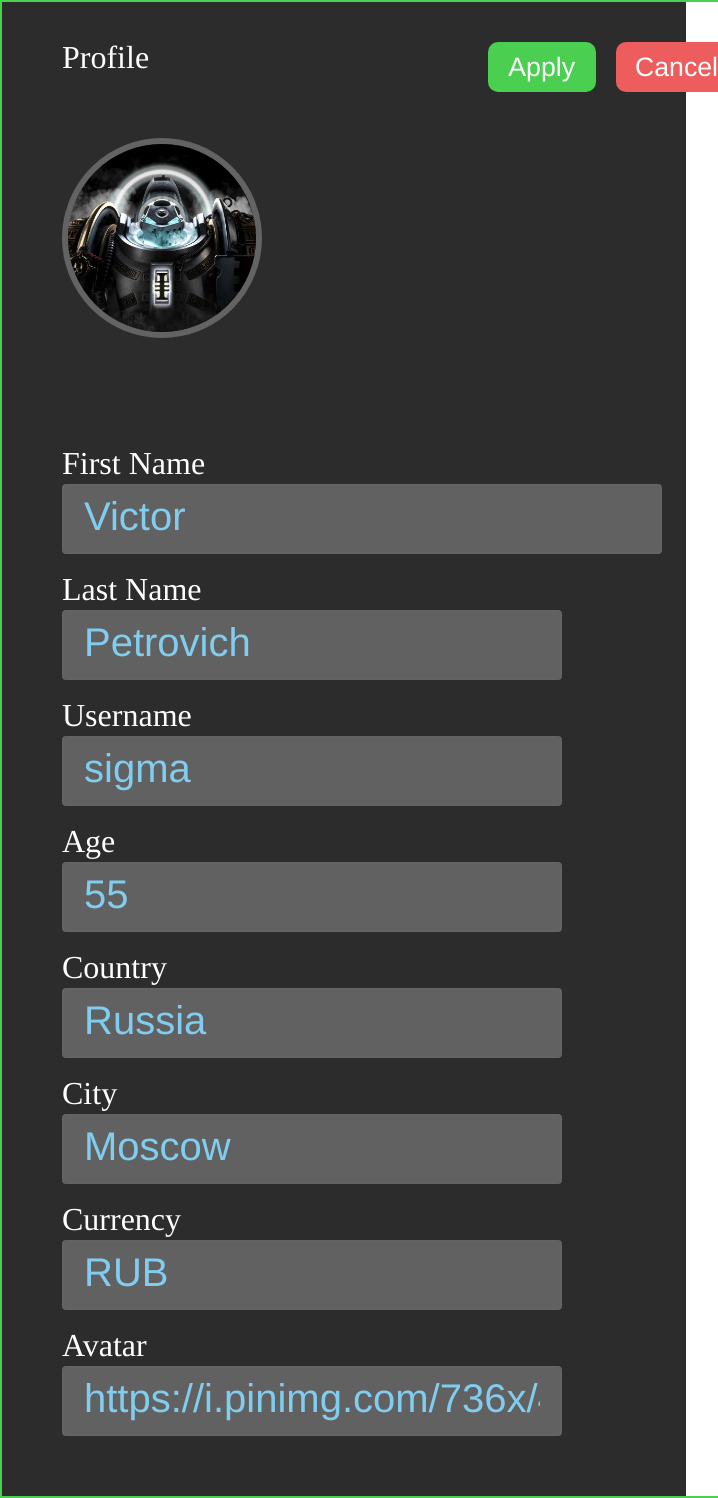 Profile
Apply
Cancel
First Name
Victor
Last Name
Petrovich
Username
sigma
Age
55
Country
Russia
City
Moscow
Currency
RUB
Avatar
https://i.pinimg.com/736x/